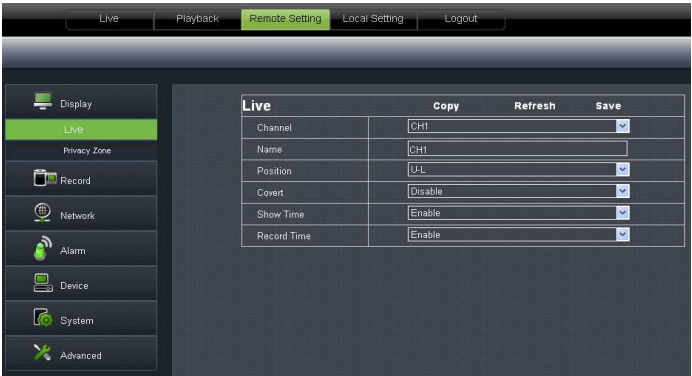 Live Playback Remote Setting Local Setting Logout
Display
Live
Privacy Zone
Record
Network
Alarm
Device
System
Advanced
Live Copy Refresh Save
Channel CH1
Name CH1
Position U-L
Covert Disable
Show Time Enable
Record Time Enable